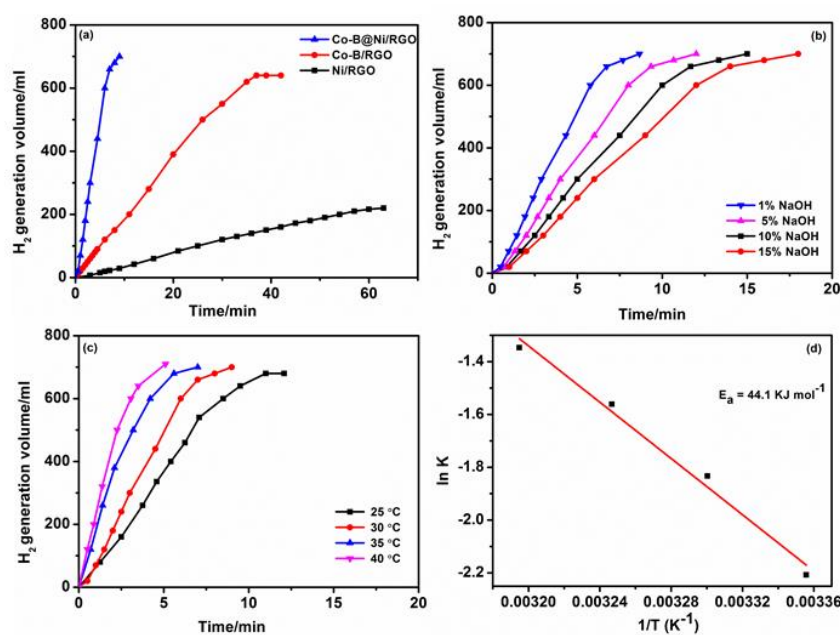 (a)
Co-B@Ni/RGO
Co-B/RGO
Ni/RGO
H2 generation volume/ml
800
600
400
200
0
0 20 40 60
Time/min
(b)
1% NaOH
5% NaOH
10% NaOH
15% NaOH
H2 generation volume/ml
800
700
600
500
400
300
200
100
0
0 5 10 15 20
Time/min
(c)
25 °C
30 °C
35 °C
40 °C
H2 generation volume/ml
800
600
400
200
0
0 5 10 15
Time/min
(d)
Ea = 44.1 KJ mol-1
ln K
-1.4
-1.6
-1.8
-2.0
-2.2
0.00320 0.00324 0.00328 0.00332 0.00336
1/T (K-1)